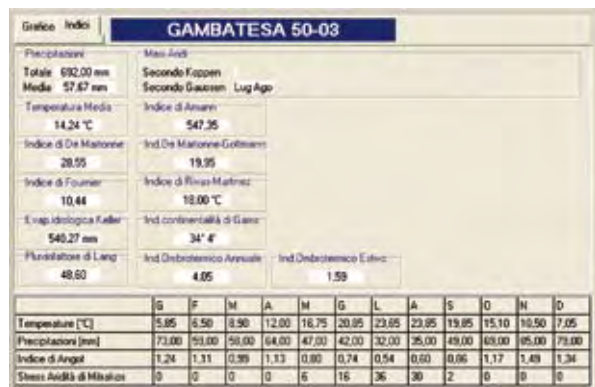 Grafico Indici GAMBATESA 50-03
Precipitazioni Mesi Aridi
Totale 692,00 mm Secondo Koppen
Media 57,67 mm Secondo Gaussen Lug Ago
Temperatura Media Indice di Amann
14,24 °C 547,35
Indice di De Martonne Ind.De Martonne-Gottmann
28,55 19,95
Indice di Fournier Indice di Rivas-Martinez
10,44 18,00 °C
Evap.idrologica Keller Ind.continentalità di Gams
540,27 mm 34° 4'
Pluviofattore di Lang Ind.Ombrotermico Annuale Ind.Ombrotermico Estivo
48,60 4,05 1,59
G F M A M G L A S O N D
Temperature [°C] 5,85 6,50 8,90 12,00 16,75 20,85 23,65 23,85 19,85 15,10 10,50 7,05
Precipitazioni [mm] 73,00 59,00 58,00 64,00 47,00 42,00 32,00 35,00 49,00 69,00 85,00 79,00
Indice di Angot 1,24 1,11 0,99 1,13 0,80 0,74 0,54 0,60 0,86 1,17 1,49 1,34
Stress Aridità di Mitrakos 0 0 0 0 6 16 36 30 2 0 0 0